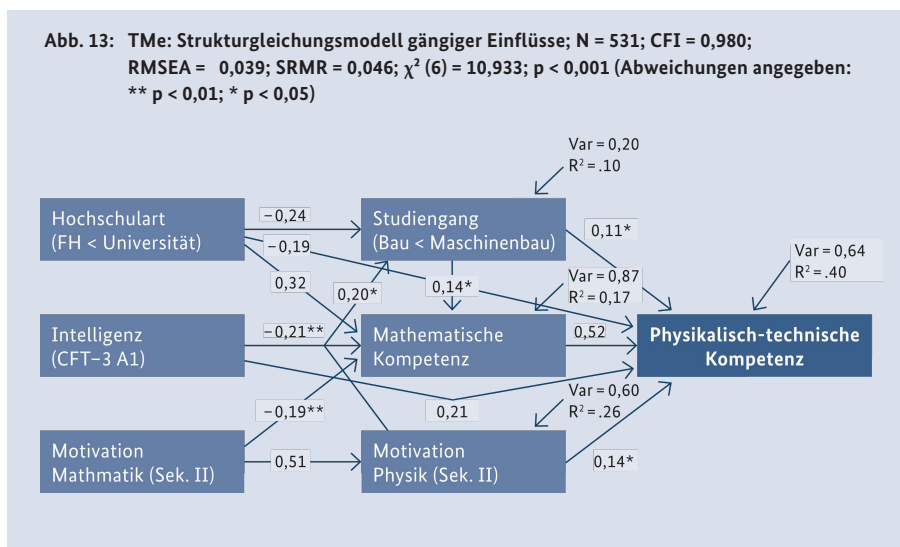 Abb. 13: TMe: Strukturgleichungsmodell gängiger Einflüsse; N = 531; CFI = 0,980;
RMSEA = 0,039; SRMR = 0,046; χ² (6) = 10,933; p < 0,001 (Abweichungen angegeben:
** p < 0,01; * p < 0,05)
Var = 0,20
R² = .10
Hochschulart
(FH < Universität)
−0,24
Studiengang
(Bau < Maschinenbau)
0,11*
−0,19
Var = 0,64
R² = .40
0,32
0,20*
0,14*
Var = 0,87
R² = 0,17
Intelligenz
(CFT–3 A1)
−0,21**
Mathematische
Kompetenz
0,52
Physikalisch-technische
Kompetenz
−0,19**
0,21
Var = 0,60
R² = .26
Motivation
Mathmatik (Sek. II)
0,51
Motivation
Physik (Sek. II)
0,14*